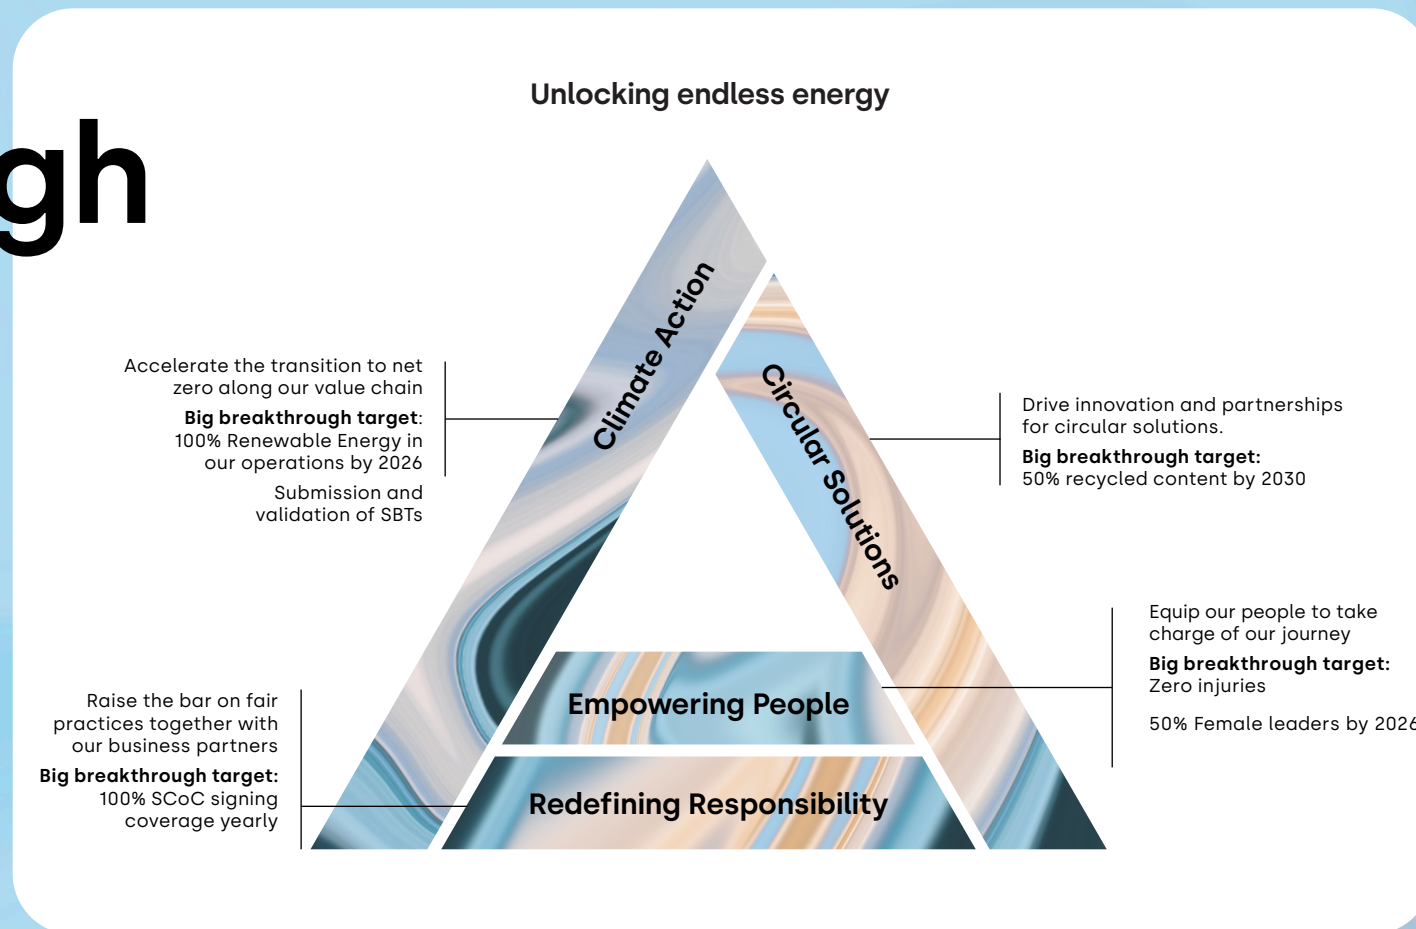 Unlocking endless energy
gh
Climate Action
Circular Solutions
Accelerate the transition to net
zero along our value chain
Big breakthrough target:
100% Renewable Energy in
our operations by 2026
Submission and
validation of SBTs
Drive innovation and partnerships
for circular solutions.
Big breakthrough target:
50% recycled content by 2030
Equip our people to take
charge of our journey
Big breakthrough target:
Zero injuries
50% Female leaders by 2026
Empowering People
Raise the bar on fair
practices together with
our business partners
Big breakthrough target:
100% SCoC signing
coverage yearly
Redefining Responsibility